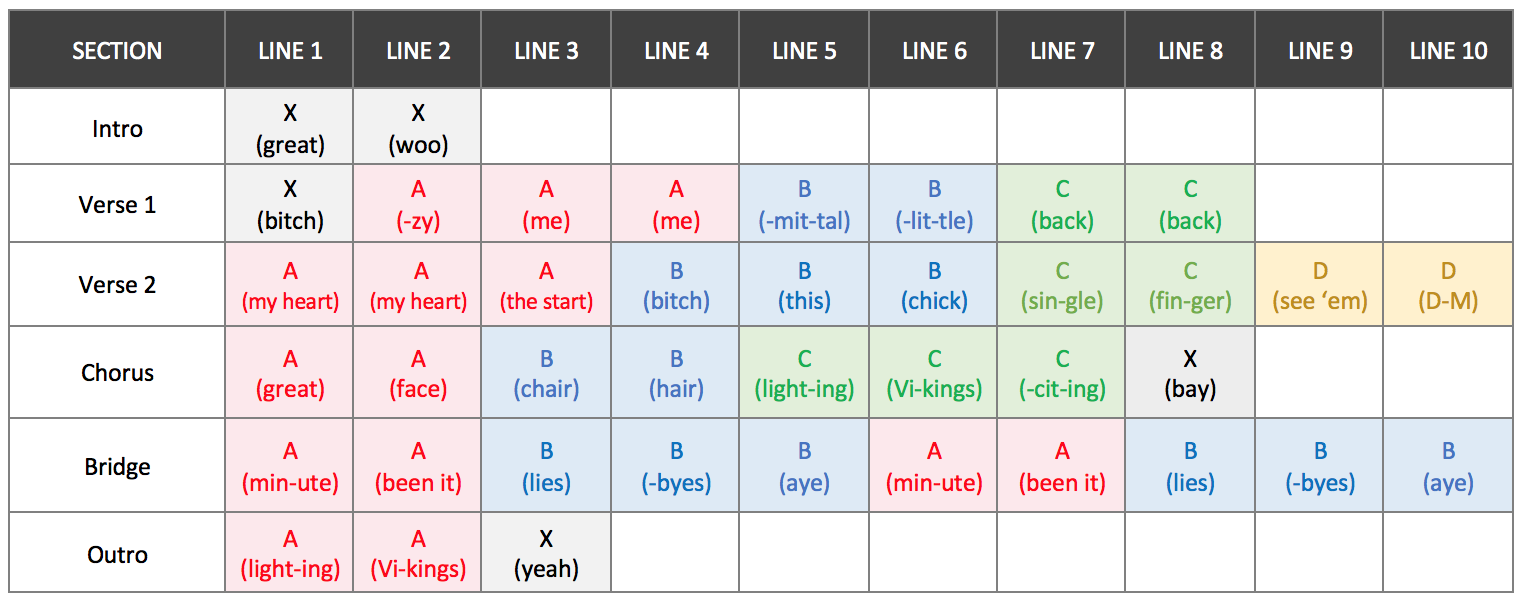 SECTION LINE 1 LINE 2 LINE 3 LINE 4 LINE 5 LINE 6 LINE 7 LINE 8 LINE 9 LINE 10
Intro X (great) X (woo)
Verse 1 X (bitch) A (-zy) A (me) A (me) B (-mit-tal) B (-lit-tle) C (back) C (back)
Verse 2 A (my heart) A (my heart) A (the start) B (bitch) B (this) B (chick) C (sin-gle) C (fin-ger) D (see ‘em) D (D-M)
Chorus A (great) A (face) B (chair) B (hair) C (light-ing) C (Vi-kings) C (-cit-ing) X (bay)
Bridge A (min-ute) A (been it) B (lies) B (-byes) B (aye) A (min-ute) A (been it) B (lies) B (-byes) B (aye)
Outro A (light-ing) A (Vi-kings) X (yeah)